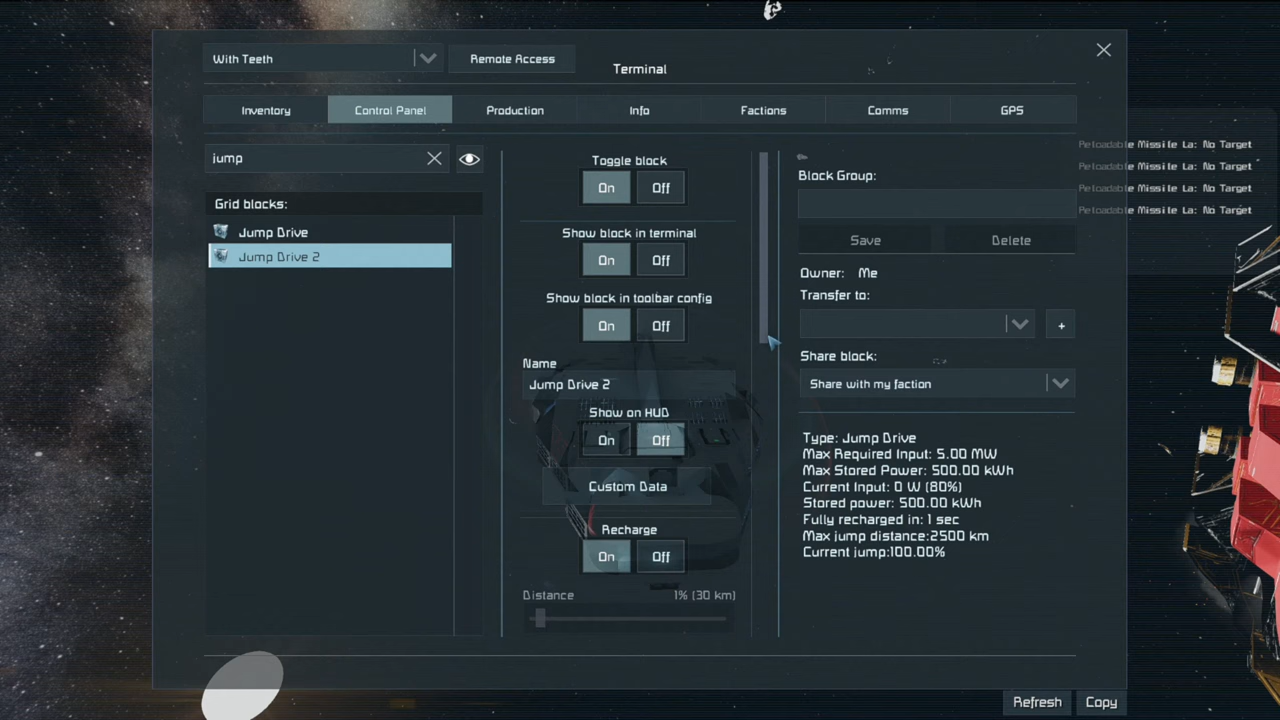 With Teeth
Remote Access
Terminal
Inventory
Control Panel
Production
Info
Factions
Comms
GPS
jump
Grid blocks:
Jump Drive
Jump Drive 2
Toggle block
On Off
Show block in terminal
On Off
Show block in toolbar config
On Off
Name
Jump Drive 2
Show on HUD
On Off
Custom Data
Recharge
On Off
Distance 1% (30 km)
Block Group:
Save Delete
Owner: Me
Transfer to:
+
Share block:
Share with my faction
Type: Jump Drive
Max Required Input: 5.00 MW
Max Stored Power: 500.00 kWh
Current Input: 0 W (80%)
Stored power: 500.00 kWh
Fully recharged in: 1 sec
Max jump distance:2500 km
Current jump:100.00%
Reloadable Missile La: No Target
Reloadable Missile La: No Target
Reloadable Missile La: No Target
Reloadable Missile La: No Target
Refresh Copy